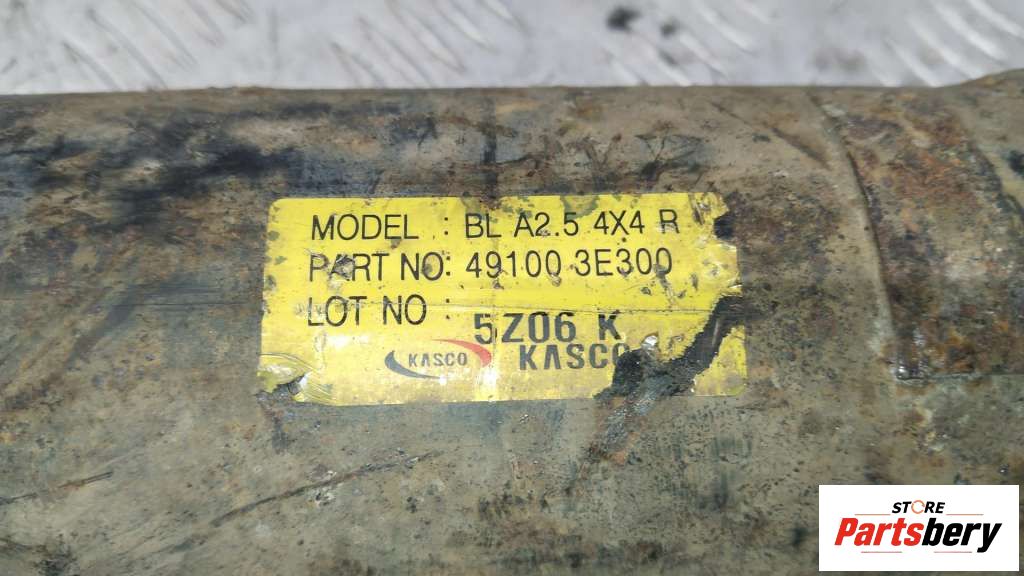 MODEL : BL A2.5 4X4 R
PART NO: 49100 3E300
LOT NO :
5Z06 K
KASCO
KASCO
STORE
Partsbery